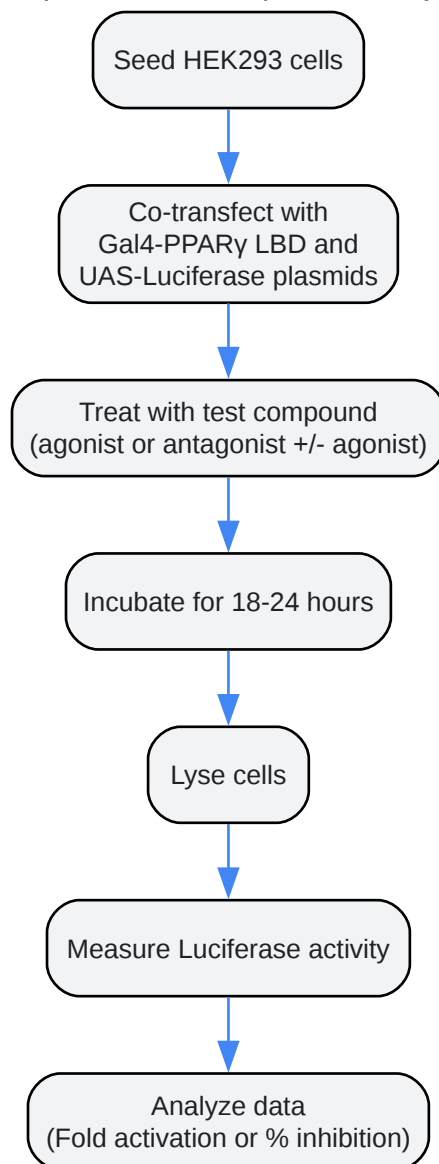 Seed HEK293 cells
Co-transfect with
Gal4-PPARγ LBD and
UAS-Luciferase plasmids
Treat with test compound
(agonist or antagonist +/- agonist)
Incubate for 18-24 hours
Lyse cells
Measure Luciferase activity
Analyze data
(Fold activation or % inhibition)